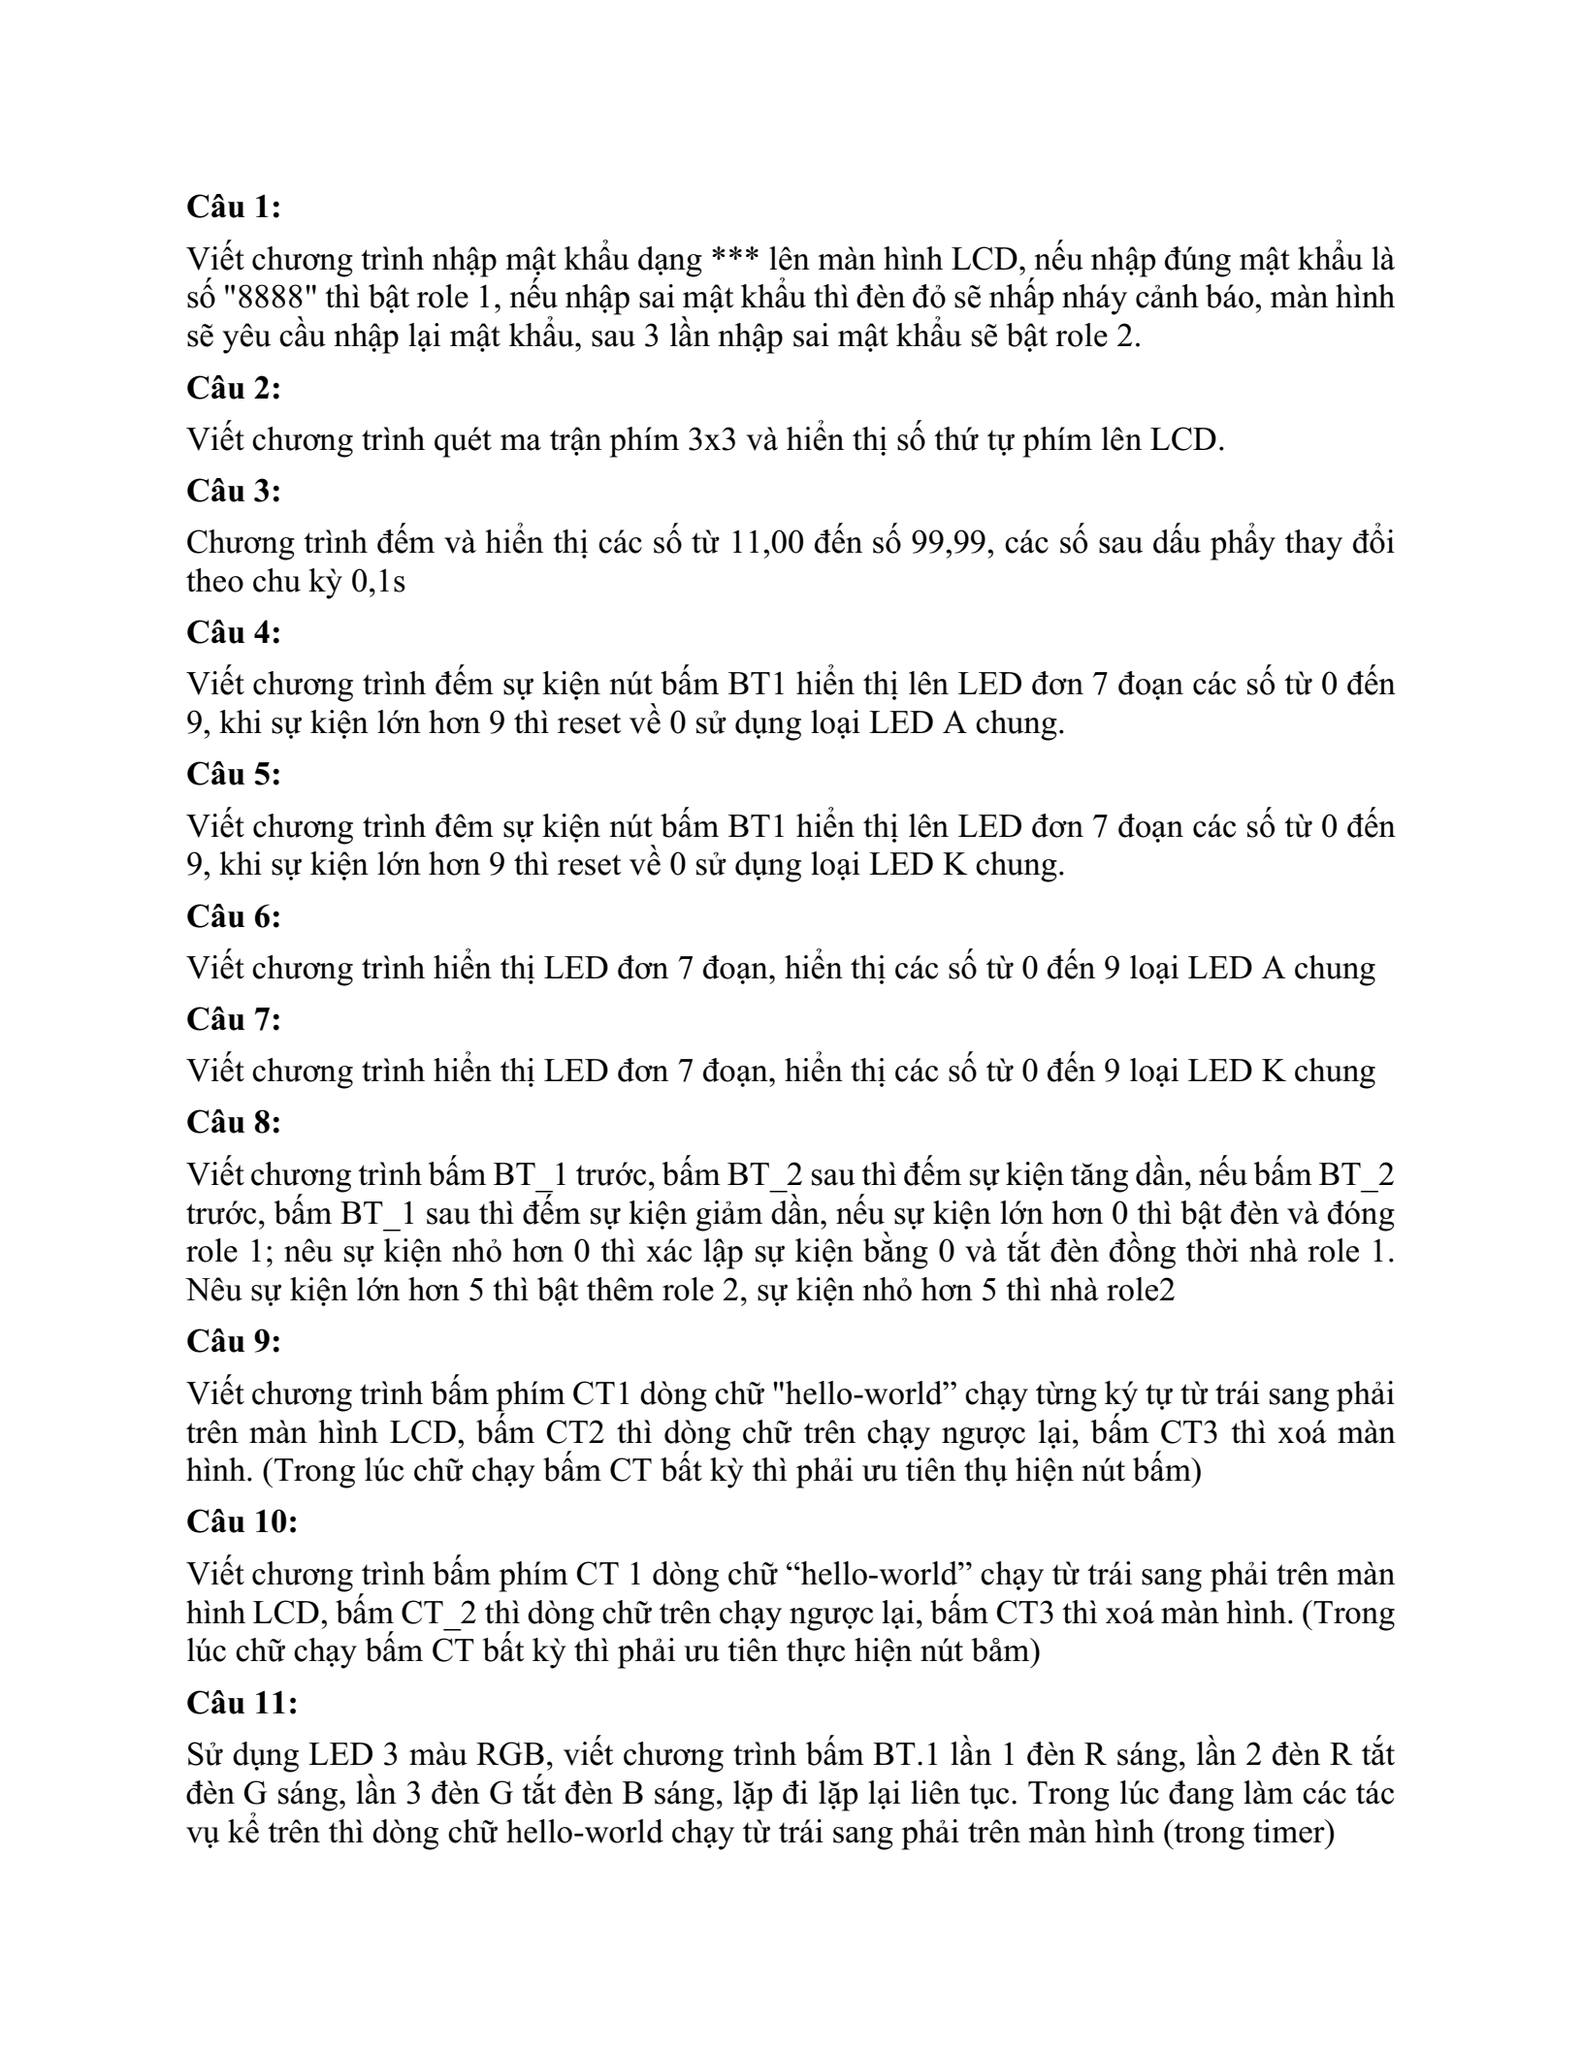 Câu 1:
Viết chương trình nhập mật khẩu dạng *** lên màn hình LCD, nếu nhập đúng mật khẩu là
số "8888" thì bật role 1, nếu nhập sai mật khẩu thì đèn đỏ sẽ nhấp nháy cảnh báo, màn hình
sẽ yêu cầu nhập lại mật khẩu, sau 3 lần nhập sai mật khẩu sẽ bật role 2.
Câu 2:
Viết chương trình quét ma trận phím 3x3 và hiển thị số thứ tự phím lên LCD.
Câu 3:
Chương trình đếm và hiển thị các số từ 11,00 đến số 99,99, các số sau dấu phẩy thay đổi
theo chu kỳ 0,1s
Câu 4:
Viết chương trình đếm sự kiện nút bấm BT1 hiển thị lên LED đơn 7 đoạn các số từ 0 đến
9, khi sự kiện lớn hơn 9 thì reset về 0 sử dụng loại LED A chung.
Câu 5:
Viết chương trình đêm sự kiện nút bấm BT1 hiển thị lên LED đơn 7 đoạn các số từ 0 đến
9, khi sự kiện lớn hơn 9 thì reset về 0 sử dụng loại LED K chung.
Câu 6:
Viết chương trình hiển thị LED đơn 7 đoạn, hiển thị các số từ 0 đến 9 loại LED A chung
Câu 7:
Viết chương trình hiển thị LED đơn 7 đoạn, hiển thị các số từ 0 đến 9 loại LED K chung
Câu 8:
Viết chương trình bấm BT_1 trước, bấm BT_2 sau thì đếm sự kiện tăng dần, nếu bấm BT_2
trước, bấm BT_1 sau thì đếm sự kiện giảm dần, nếu sự kiện lớn hơn 0 thì bật đèn và đóng
role 1; nêu sự kiện nhỏ hơn 0 thì xác lập sự kiện bằng 0 và tắt đèn đồng thời nhà role 1.
Nêu sự kiện lớn hơn 5 thì bật thêm role 2, sự kiện nhỏ hơn 5 thì nhà role2
Câu 9:
Viết chương trình bấm phím CT1 dòng chữ "hello-world” chạy từng ký tự từ trái sang phải
trên màn hình LCD, bấm CT2 thì dòng chữ trên chạy ngược lại, bấm CT3 thì xoá màn
hình. (Trong lúc chữ chạy bấm CT bất kỳ thì phải ưu tiên thụ hiện nút bấm)
Câu 10:
Viết chương trình bấm phím CT 1 dòng chữ “hello-world” chạy từ trái sang phải trên màn
hình LCD, bấm CT_2 thì dòng chữ trên chạy ngược lại, bấm CT3 thì xoá màn hình. (Trong
lúc chữ chạy bấm CT bất kỳ thì phải ưu tiên thực hiện nút båm)
Câu 11:
Sử dụng LED 3 màu RGB, viết chương trình bấm BT.1 lần 1 đèn R sáng, lần 2 đèn R tắt
đèn G sáng, lần 3 đèn G tắt đèn B sáng, lặp đi lặp lại liên tục. Trong lúc đang làm các tác
vụ kể trên thì dòng chữ hello-world chạy từ trái sang phải trên màn hình (trong timer)